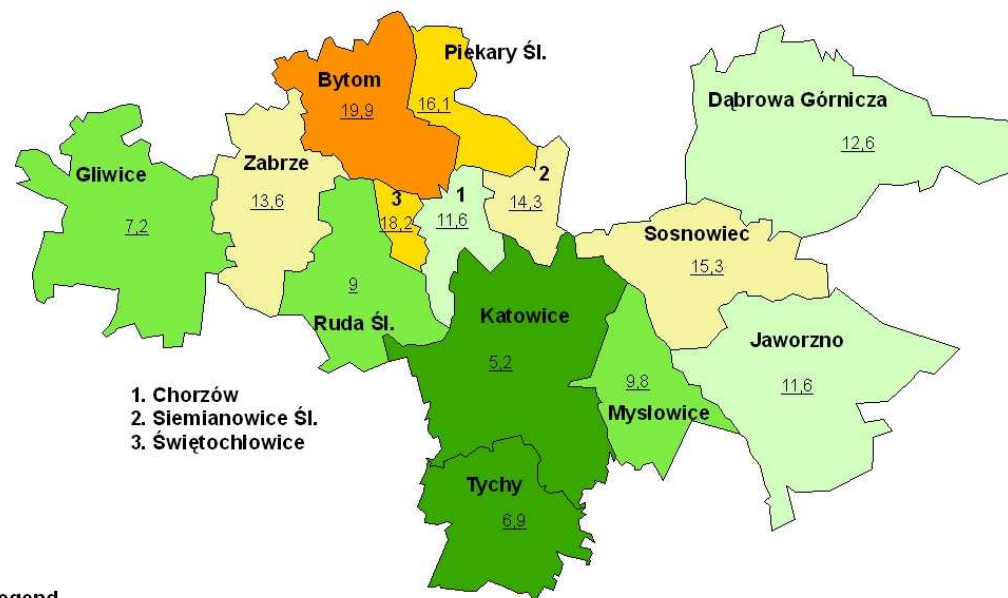 Piekary Śl.
Bytom
16,1
19,9
Dąbrowa Górnicza
12,6
Gliwice
7,2
Zabrze
13,6
3
18,2
1
11,6
2
14,3
Sosnowiec
15,3
9
Ruda Śl.
Katowice
5,2
Jaworzno
11,6
9,8
Mysłowice
1. Chorzów
2. Siemianowice Śl.
3. Świętochłowice
Tychy
6,9